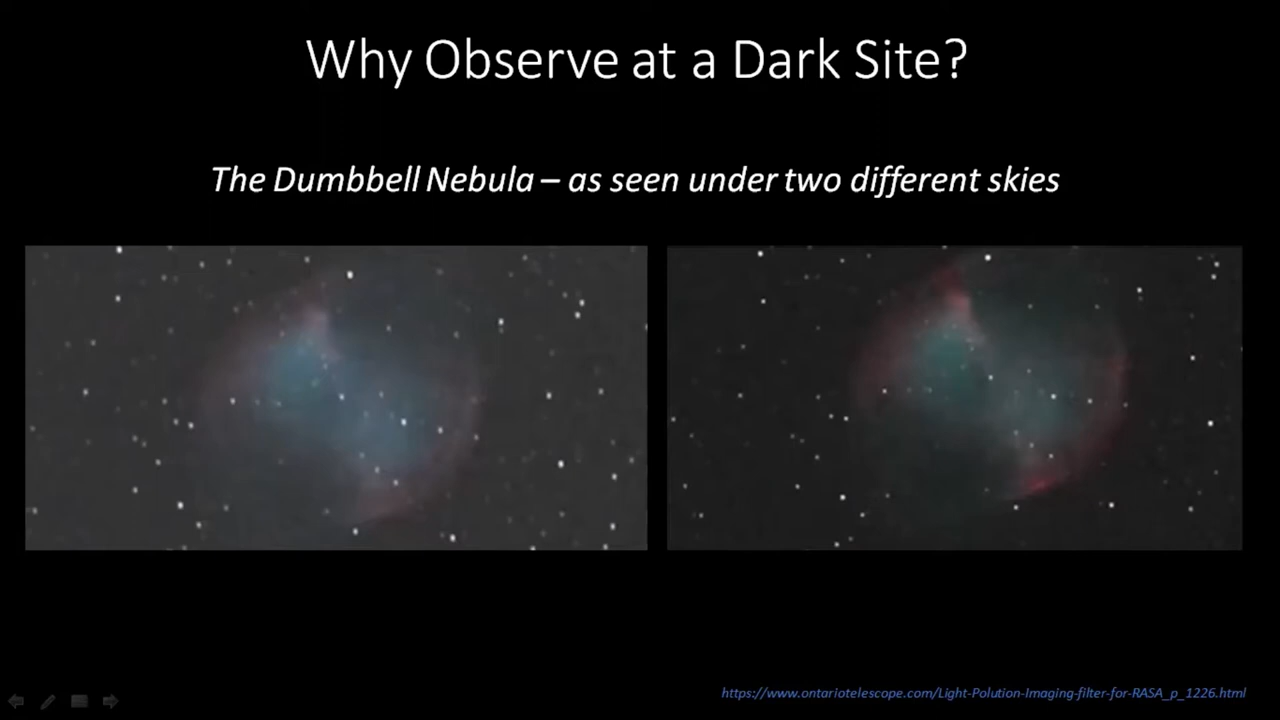 Why Observe at a Dark Site?
The Dumbbell Nebula – as seen under two different skies
https://www.ontariotelescope.com/Light-Polution-Imaging-filter-for-RASA_p_1226.html